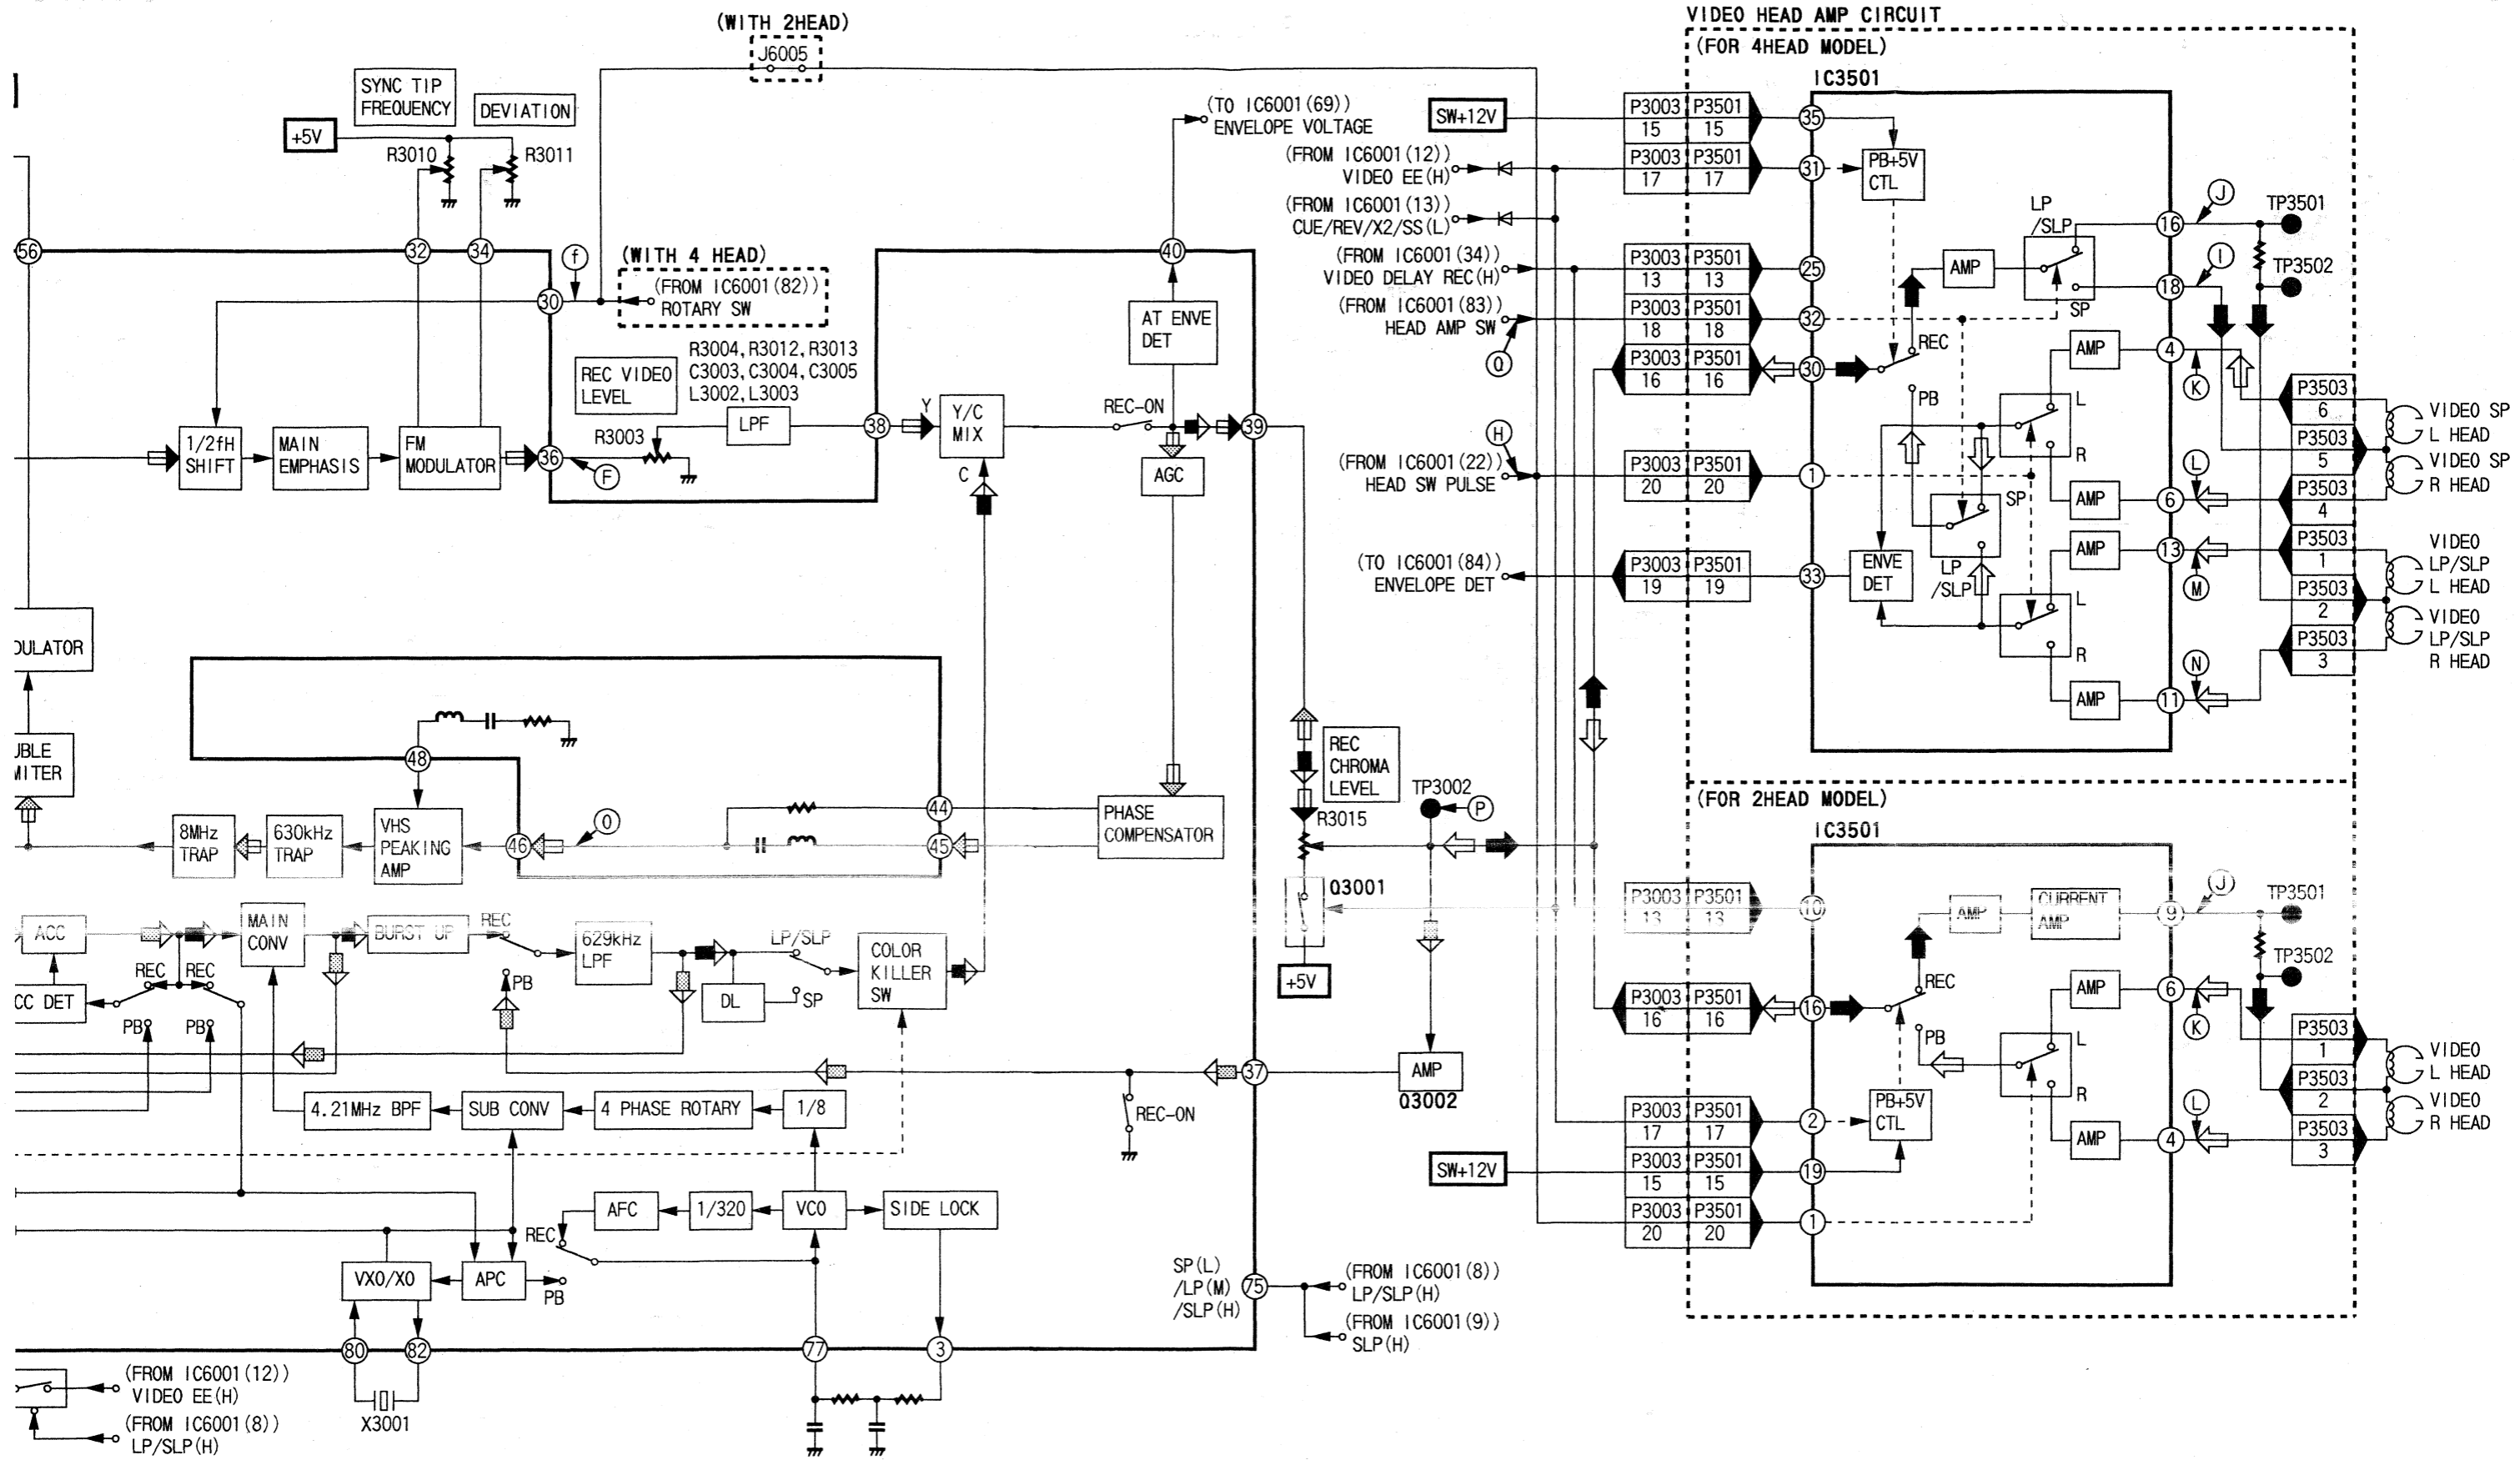 (WITH 2HEAD)
J6005
SYNC TIP
FREQUENCY
DEVIATION
+5V
R3010
R3011
56
32
34
(WITH 4 HEAD)
(FROM IC6001(82))
ROTARY SW
f
30
REC VIDEO
LEVEL
R3004, R3012, R3013
C3003, C3004, C3005
L3002, L3003
LPF
R3003
38
Y
Y/C
MIX
C
REC-ON
39
40
AT ENVE
DET
AGC
(TO IC6001(69))
ENVELOPE VOLTAGE
1/2fH
SHIFT
MAIN
EMPHASIS
FM
MODULATOR
36
F
DULATOR
UBLE
MITER
48
44
45
46
O
8MHz
TRAP
630kHz
TRAP
VHS
PEAKING
AMP
PHASE
COMPENSATOR
ACC
CC DET
REC
REC
PB
PB
MAIN
CONV
BURST UP
REC
PB
629kHz
LPF
DL
LP/SLP
SP
COLOR
KILLER
SW
4.21MHz BPF
SUB CONV
4 PHASE ROTARY
1/8
REC-ON
37
AFC
1/320
VCO
SIDE LOCK
REC
PB
VXO/XO
APC
SP(L)
/LP(M)
/SLP(H)
75
(FROM IC6001(8))
LP/SLP(H)
(FROM IC6001(9))
SLP(H)
80
82
77
3
X3001
(FROM IC6001(12))
VIDEO EE(H)
(FROM IC6001(8))
LP/SLP(H)
REC
CHROMA
LEVEL
R3015
Q3001
+5V
TP3002
P
AMP
Q3002
SW+12V
(FROM IC6001(12))
VIDEO EE(H)
(FROM IC6001(13))
CUE/REV/X2/SS(L)
(FROM IC6001(34))
VIDEO DELAY REC(H)
(FROM IC6001(83))
HEAD AMP SW
Q
H
(FROM IC6001(22))
HEAD SW PULSE
(TO IC6001(84))
ENVELOPE DET
VIDEO HEAD AMP CIRCUIT
(FOR 4HEAD MODEL)
IC3501
P3003 P3501
15 15
35
P3003 P3501
17 17
31
P3003 P3501
13 13
25
P3003 P3501
18 18
32
P3003 P3501
16 16
30
P3003 P3501
20 20
1
P3003 P3501
19 19
33
PB+5V
CTL
REC
PB
AMP
LP
/SLP
SP
16
J
TP3501
18
I
TP3502
AMP
4
K
L
R
AMP
6
L
SP
LP
/SLP
ENVE
DET
AMP
13
M
L
R
AMP
11
N
P3503
6
P3503
5
P3503
4
P3503
1
P3503
2
P3503
3
VIDEO SP
L HEAD
VIDEO SP
R HEAD
VIDEO
LP/SLP
L HEAD
VIDEO
LP/SLP
R HEAD
(FOR 2HEAD MODEL)
IC3501
P3003 P3501
13 13
10
AMP
CURRENT
AMP
9
J
TP3501
TP3502
P3003 P3501
16 16
16
REC
PB
AMP
6
K
L
R
PB+5V
CTL
AMP
4
L
P3003 P3501
17 17
2
SW+12V
P3003 P3501
15 15
19
P3003 P3501
20 20
1
P3503
1
P3503
2
P3503
3
VIDEO
L HEAD
VIDEO
R HEAD